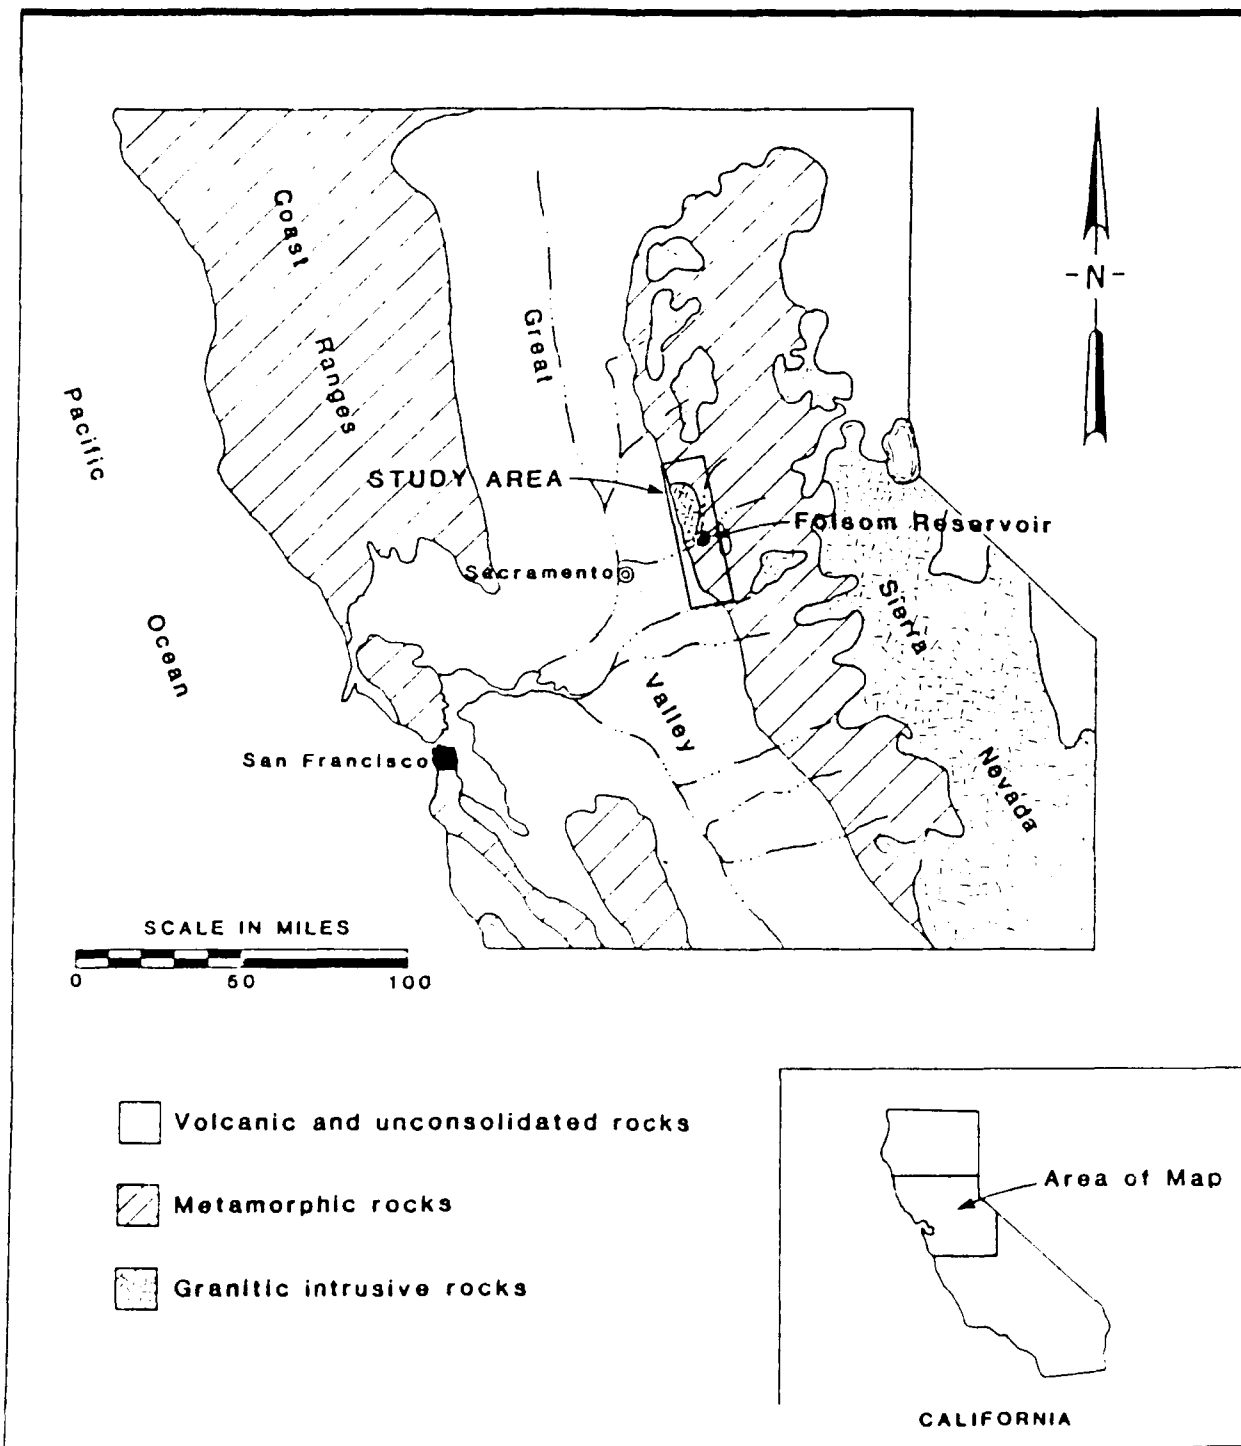 Coast
Ranges
Great
Valley
Pacific
Ocean
-N-
STUDY AREA
Folsom Reservoir
Sacramento
Sierra
Nevada
San Francisco
SCALE IN MILES
0 50 100
Volcanic and unconsolidated rocks
Metamorphic rocks
Granitic intrusive rocks
Area of Map
CALIFORNIA